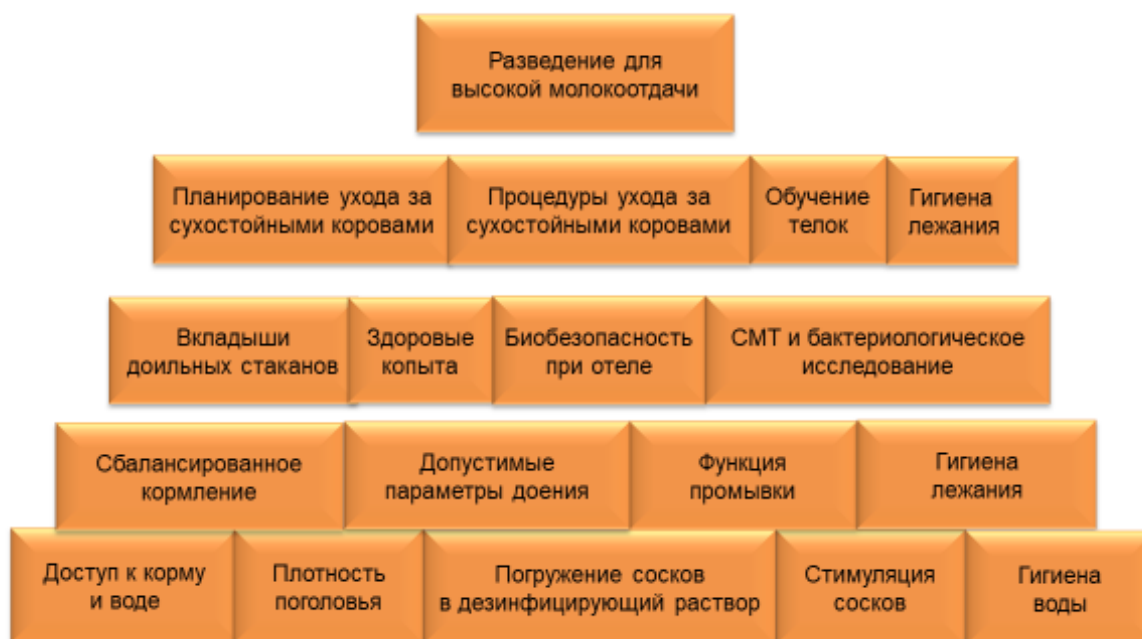 Разведение для
высокой молокоотдачи
Планирование ухода за
сухостойными коровами
Процедуры ухода за
сухостойными коровами
Обучение
телок
Гигиена
лежания
Вкладыши
доильных стаканов
Здоровые
копыта
Биобезопасность
при отеле
СМТ и бактериологическое
исследование
Сбалансированное
кормление
Допустимые
параметры доения
Функция
промывки
Гигиена
лежания
Доступ к корму
и воде
Плотность
поголовья
Погружение сосков
в дезинфицирующий раствор
Стимуляция
сосков
Гигиена
воды